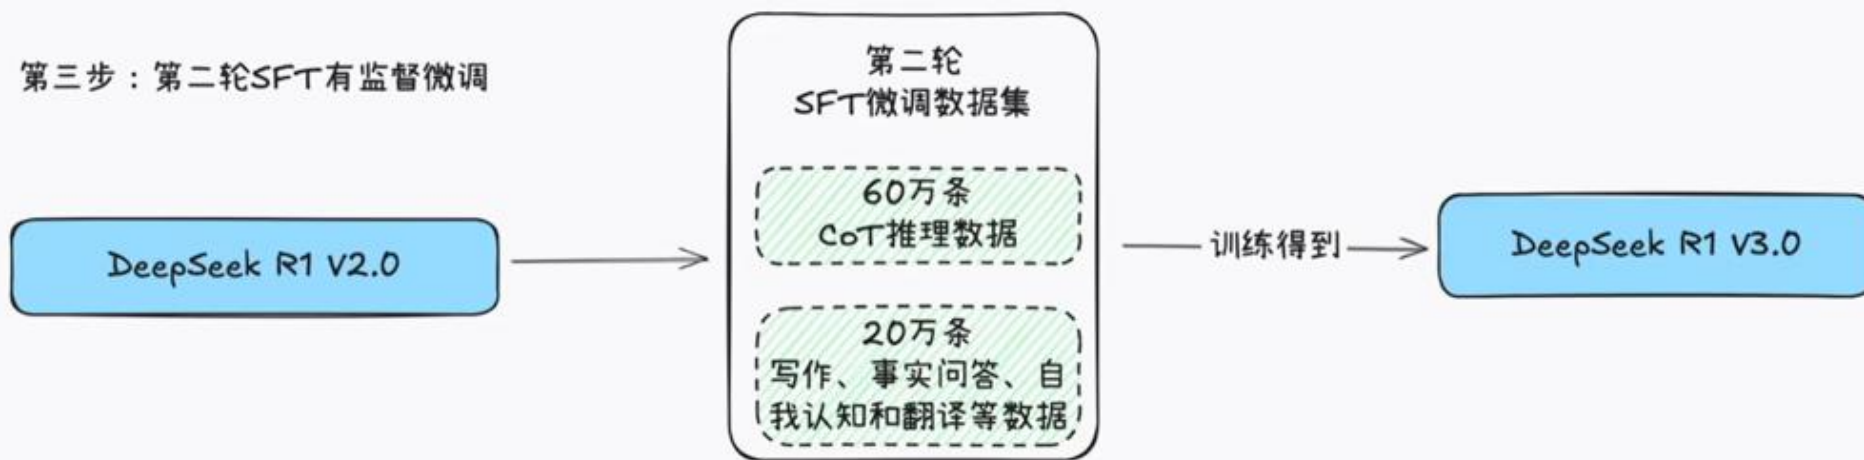 第三步：第二轮SFT有监督微调
第二轮
SFT微调数据集
60万条
CoT推理数据
20万条
写作、事实问答、自
我认知和翻译等数据
DeepSeek R1 V2.0
训练得到
DeepSeek R1 V3.0